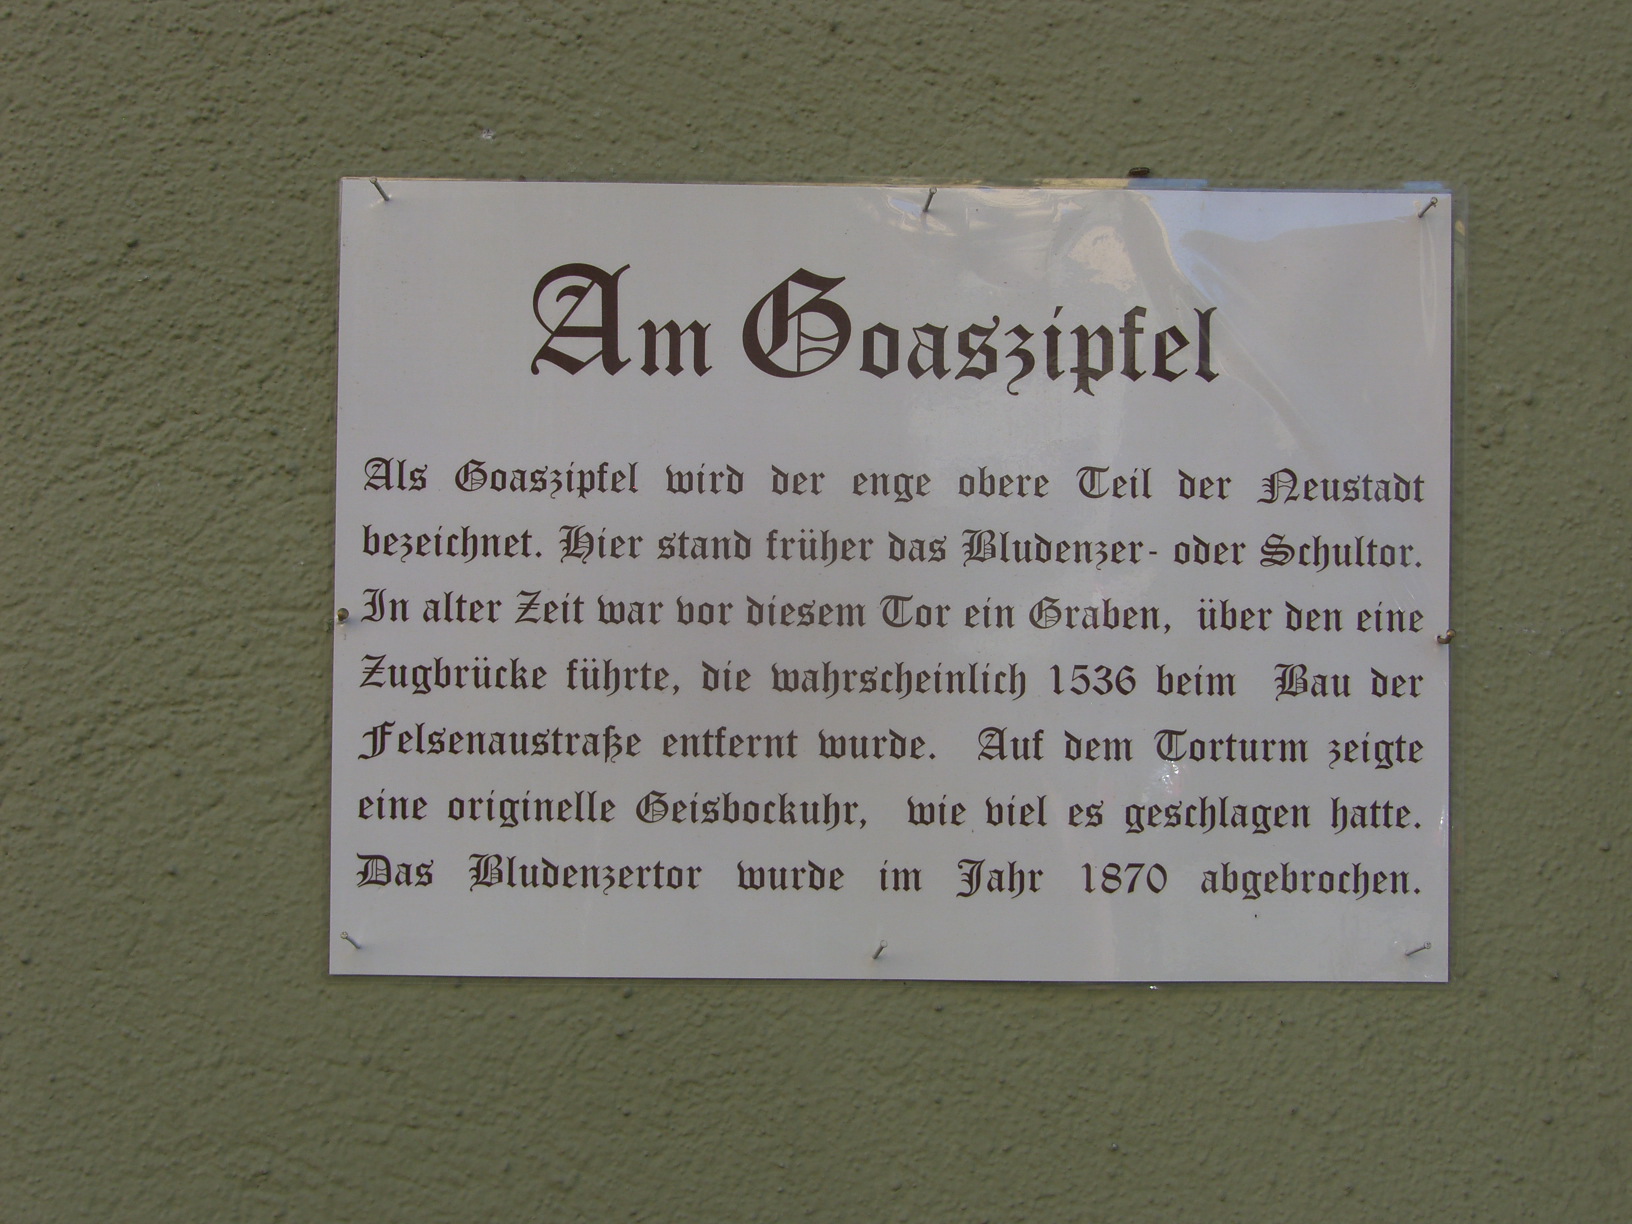 Am Goaszipfel
Als Goaszipfel wird der enge obere Teil der Neustadt
bezeichnet. Hier stand früher das Bludenzer- oder Schultor.
In alter Zeit war vor diesem Tor ein Graben, über den eine
Zugbrücke führte, die wahrscheinlich 1536 beim Bau der
Felsenaustraße entfernt wurde. Auf dem Torturm zeigte
eine originelle Geisbockuhr, wie viel es geschlagen hatte.
Das Bludenzertor wurde im Jahr 1870 abgebrochen.